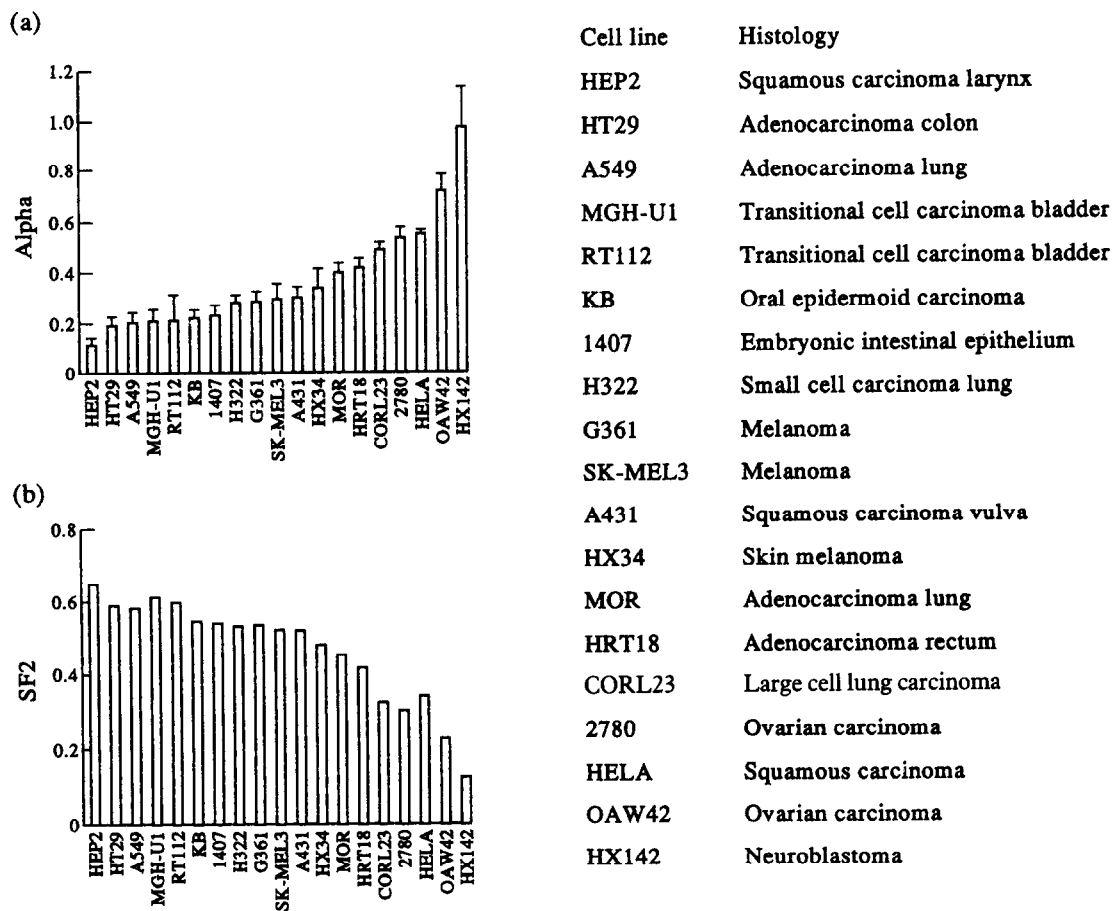 (a)
1.2
1.0
0.8
0.6
0.4
0.2
0
Alpha
HEP2
HT29
A549
MGH-U1
RT112
KB
1407
H322
G361
SK-MEL3
A431
HX34
MOR
HRT18
CORL23
2780
HELA
OAW42
HX142
(b)
0.8
0.6
0.4
0.2
0
SF2
HEP2
HT29
A549
MGH-U1
RT112
KB
1407
H322
G361
SK-MEL3
A431
HX34
MOR
HRT18
CORL23
2780
HELA
OAW42
HX142
Cell line Histology
HEP2 Squamous carcinoma larynx
HT29 Adenocarcinoma colon
A549 Adenocarcinoma lung
MGH-U1 Transitional cell carcinoma bladder
RT112 Transitional cell carcinoma bladder
KB Oral epidermoid carcinoma
1407 Embryonic intestinal epithelium
H322 Small cell carcinoma lung
G361 Melanoma
SK-MEL3 Melanoma
A431 Squamous carcinoma vulva
HX34 Skin melanoma
MOR Adenocarcinoma lung
HRT18 Adenocarcinoma rectum
CORL23 Large cell lung carcinoma
2780 Ovarian carcinoma
HELA Squamous carcinoma
OAW42 Ovarian carcinoma
HX142 Neuroblastoma